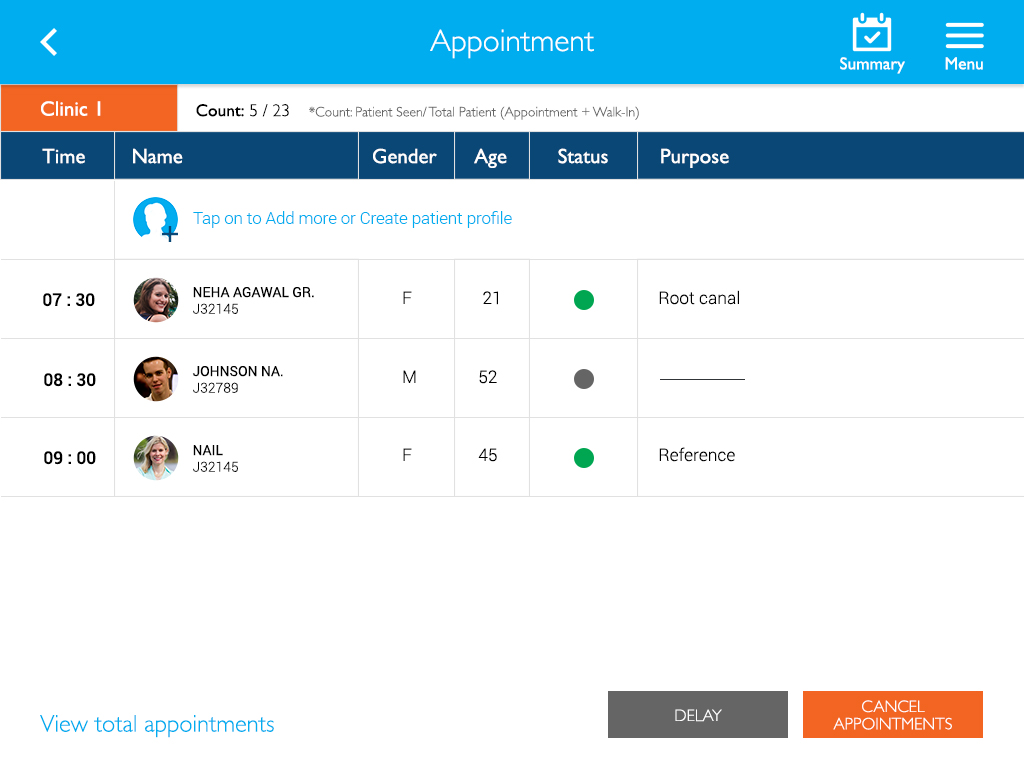 Appointment
Summary
Menu
Clinic 1
Count: 5 / 23 *Count: Patient Seen/ Total Patient (Appointment + Walk-In)
Time Name Gender Age Status Purpose
Tap on to Add more or Create patient profile
07 : 30 NEHA AGAWAL GR. F 21 Root canal
J32145
08 : 30 JOHNSON NA. M 52
J32789
09 : 00 NAIL F 45 Reference
J32145
View total appointments
DELAY
CANCEL
APPOINTMENTS